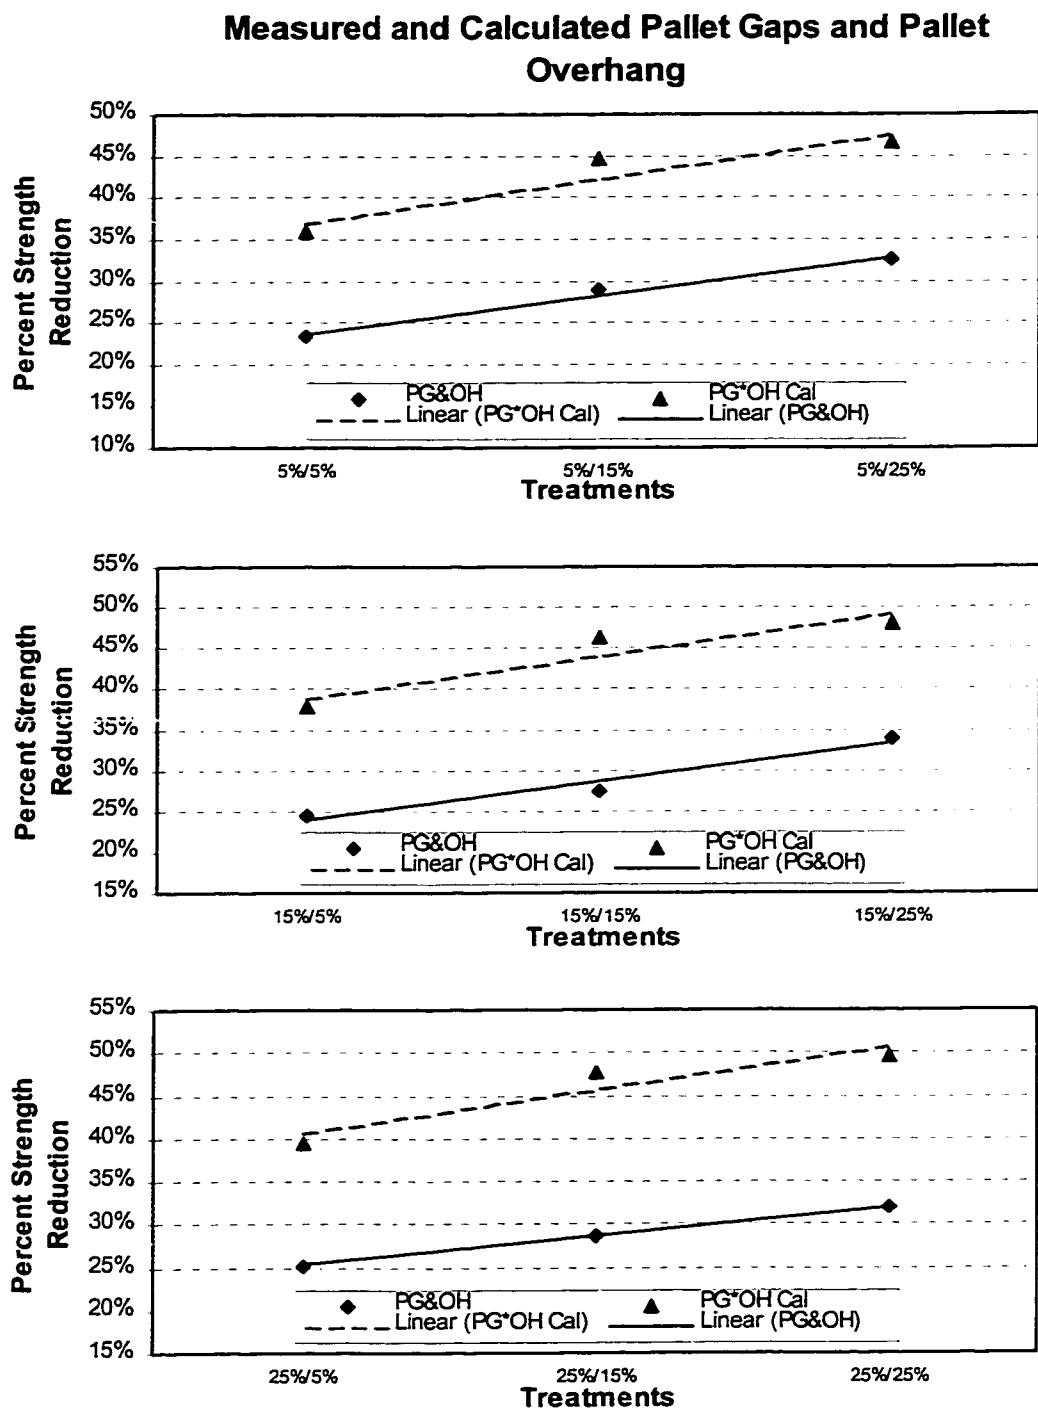 Measured and Calculated Pallet Gaps and Pallet
Overhang
Percent Strength
Reduction
50%
45%
40%
35%
30%
25%
20%
15%
10%
PG&OH
PG*OH Cal
Linear (PG*OH Cal)
Linear (PG&OH)
5%/5%
5%/15%
5%/25%
Treatments
Percent Strength
Reduction
55%
50%
45%
40%
35%
30%
25%
20%
15%
PG&OH
PG*OH Cal
Linear (PG*OH Cal)
Linear (PG&OH)
15%/5%
15%/15%
15%/25%
Treatments
Percent Strength
Reduction
55%
50%
45%
40%
35%
30%
25%
20%
15%
PG&OH
PG*OH Cal
Linear (PG*OH Cal)
Linear (PG&OH)
25%/5%
25%/15%
25%/25%
Treatments